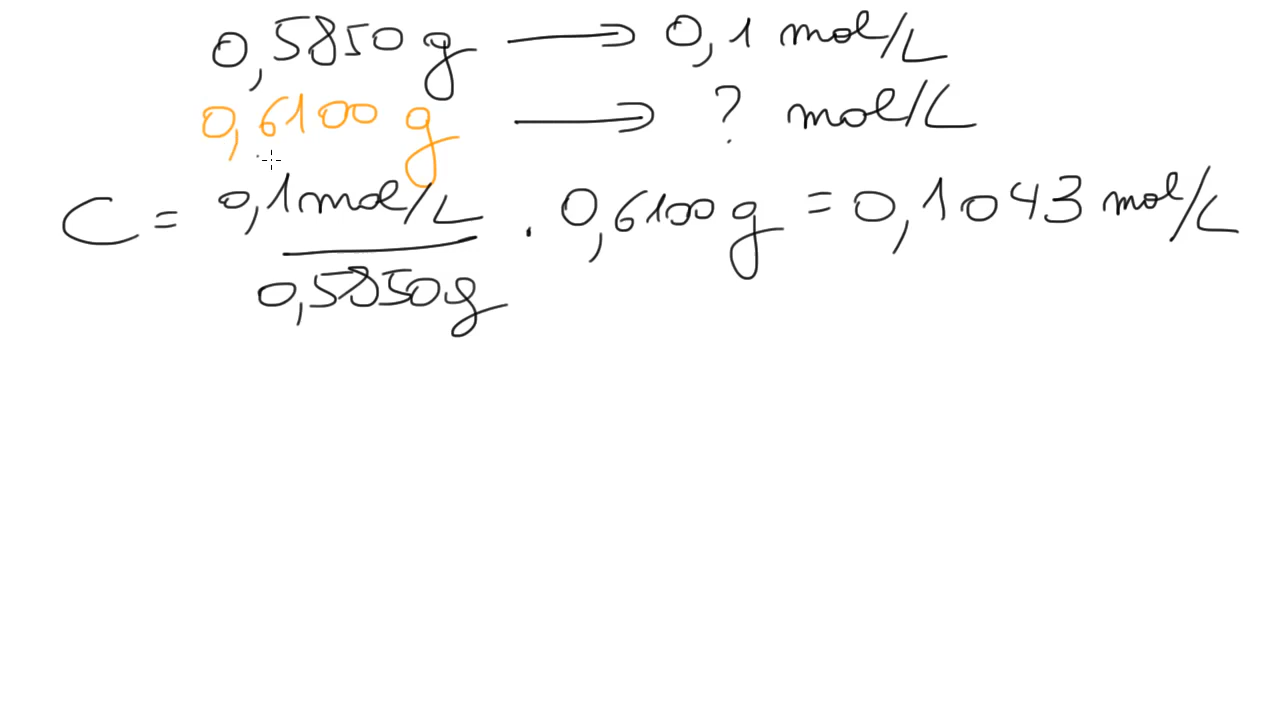 0,5850 g ⟶ 0,1 mol/L
0,6100 g ⟶ ? mol/L
C = 0,1 mol/L / 0,5850 g . 0,6100 g = 0,1043 mol/L